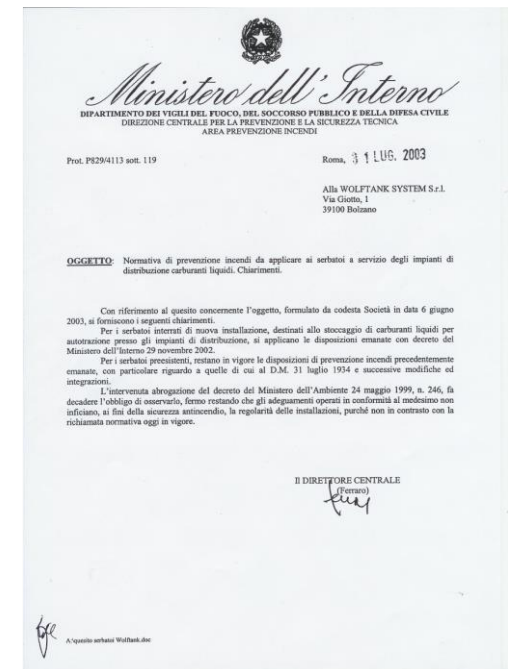 Ministero dell'Interno
DIPARTIMENTO DEI VIGILI DEL FUOCO, DEL SOCCORSO PUBBLICO E DELLA DIFESA CIVILE
DIREZIONE CENTRALE PER LA PREVENZIONE E LA SICUREZZA TECNICA
AREA PREVENZIONE INCENDI
Prot. P829/4113 sott. 119
Roma, 31 LUG. 2003
Alla WOLFTANK SYSTEM S.r.l.
Via Giotto, 1
39100 Bolzano
OGGETTO: Normativa di prevenzione incendi da applicare ai serbatoi a servizio degli impianti di
distribuzione carburanti liquidi. Chiarimenti.
Con riferimento al quesito concernente l'oggetto, formulato da codesta Società in data 6 giugno
2003, si forniscono i seguenti chiarimenti.
Per i serbatoi interrati di nuova installazione, destinati allo stoccaggio di carburanti liquidi per
autotrazione presso gli impianti di distribuzione, si applicano le disposizioni emanate con decreto del
Ministero dell'Interno 29 novembre 2002.
Per i serbatoi preesistenti, restano in vigore le disposizioni di prevenzione incendi precedentemente
emanate, con particolare riguardo a quelle di cui al D.M. 31 luglio 1934 e successive modifiche ed
integrazioni.
L'intervenuta abrogazione del decreto del Ministero dell'Ambiente 24 maggio 1999, n. 246, fa
decadere l'obbligo di osservarlo, fermo restando che gli adeguamenti operati in conformità al medesimo non
inficiano, ai fini della sicurezza antincendio, la regolarità delle installazioni, purché non in contrasto con la
richiamata normativa oggi in vigore.
Il DIRETTORE CENTRALE
(Ferraro)
A:\quesito serbatoi Wolftank.doc